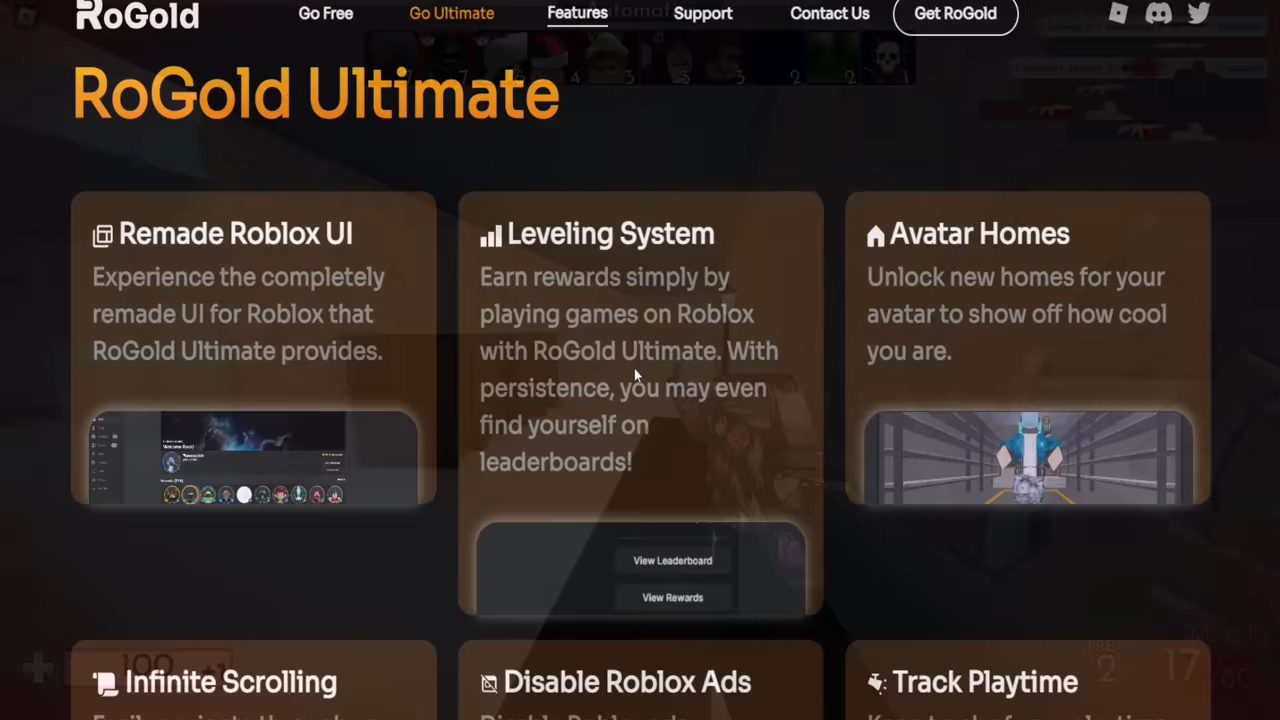 RoGold
Go Free
Go Ultimate
Features
Support
Contact Us
Get RoGold
RoGold Ultimate
Remade Roblox UI
Experience the completely
remade UI for Roblox that
RoGold Ultimate provides.
Leveling System
Earn rewards simply by
playing games on Roblox
with RoGold Ultimate. With
persistence, you may even
find yourself on
leaderboards!
View Leaderboard
View Rewards
Avatar Homes
Unlock new homes for your
avatar to show off how cool
you are.
Infinite Scrolling
Disable Roblox Ads
Track Playtime
100
2
17